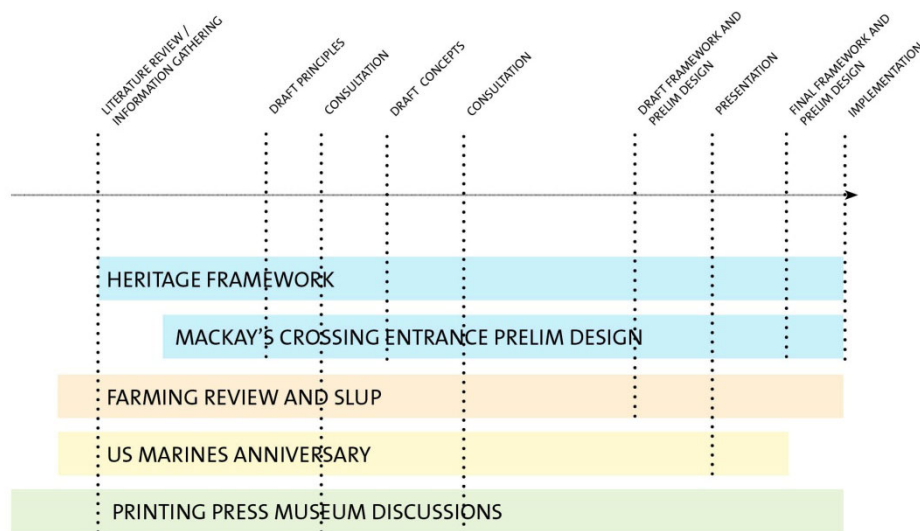 LITERATURE REVIEW /
INFORMATION GATHERING
DRAFT PRINCIPLES
CONSULTATION
DRAFT CONCEPTS
CONSULTATION
DRAFT FRAMEWORK AND
PRELIM DESIGN
PRESENTATION
FINAL FRAMEWORK AND
PRELIM DESIGN
IMPLEMENTATION
HERITAGE FRAMEWORK
MACKAY'S CROSSING ENTRANCE PRELIM DESIGN
FARMING REVIEW AND SLUP
US MARINES ANNIVERSARY
PRINTING PRESS MUSEUM DISCUSSIONS